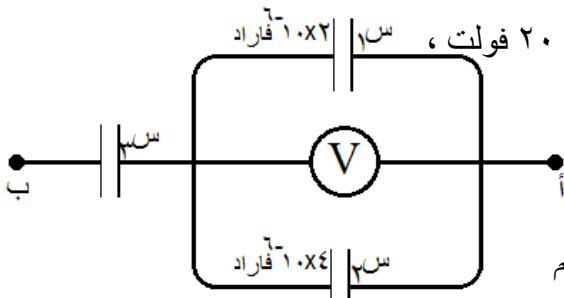 ٢٠ فولت ،
س١ ٢×١٠-٦ فاراد
س٣
V
أ
ب
س٢ ٤×١٠-٦ فاراد
م